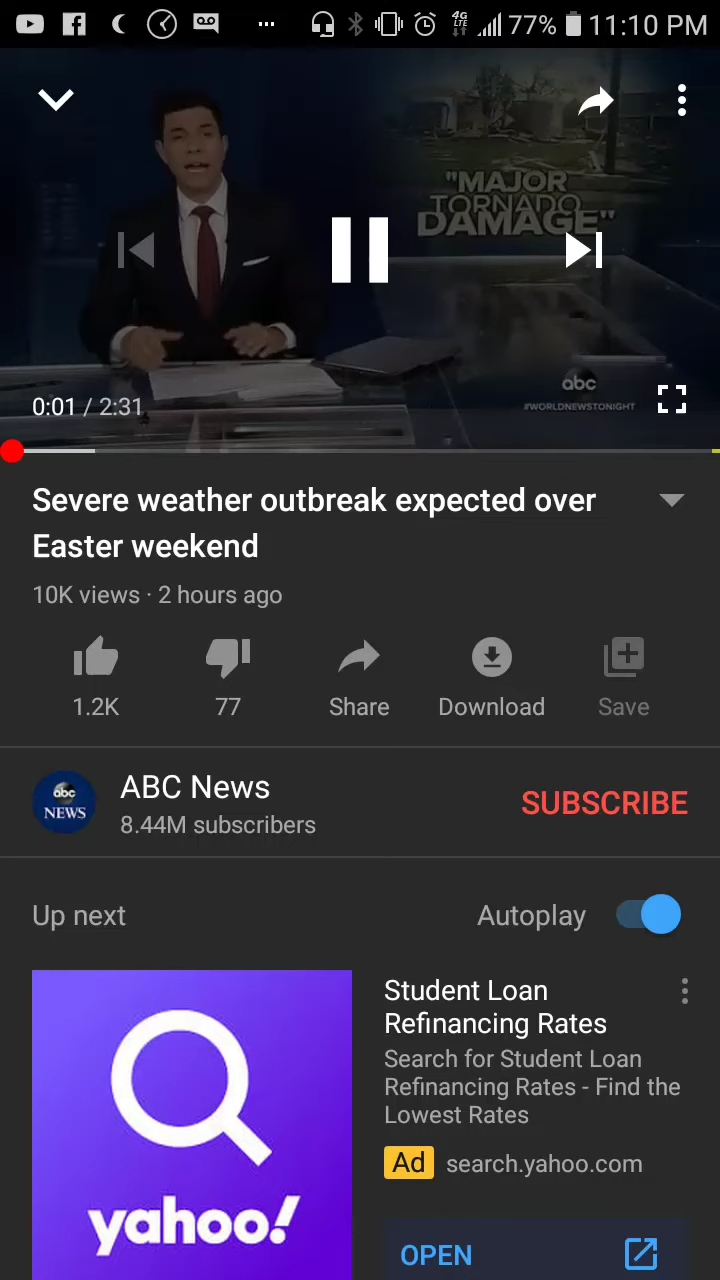 4G
LTE
77%
11:10 PM
"MAJOR
TORNADO
DAMAGE"
abc
#WORLDNEWSTONIGHT
0:01 / 2:31
Severe weather outbreak expected over
Easter weekend
10K views · 2 hours ago
1.2K
77
Share
Download
Save
abc
NEWS
ABC News
8.44M subscribers
SUBSCRIBE
Up next
Autoplay
yahoo!
Student Loan
Refinancing Rates
Search for Student Loan
Refinancing Rates - Find the
Lowest Rates
Ad search.yahoo.com
OPEN